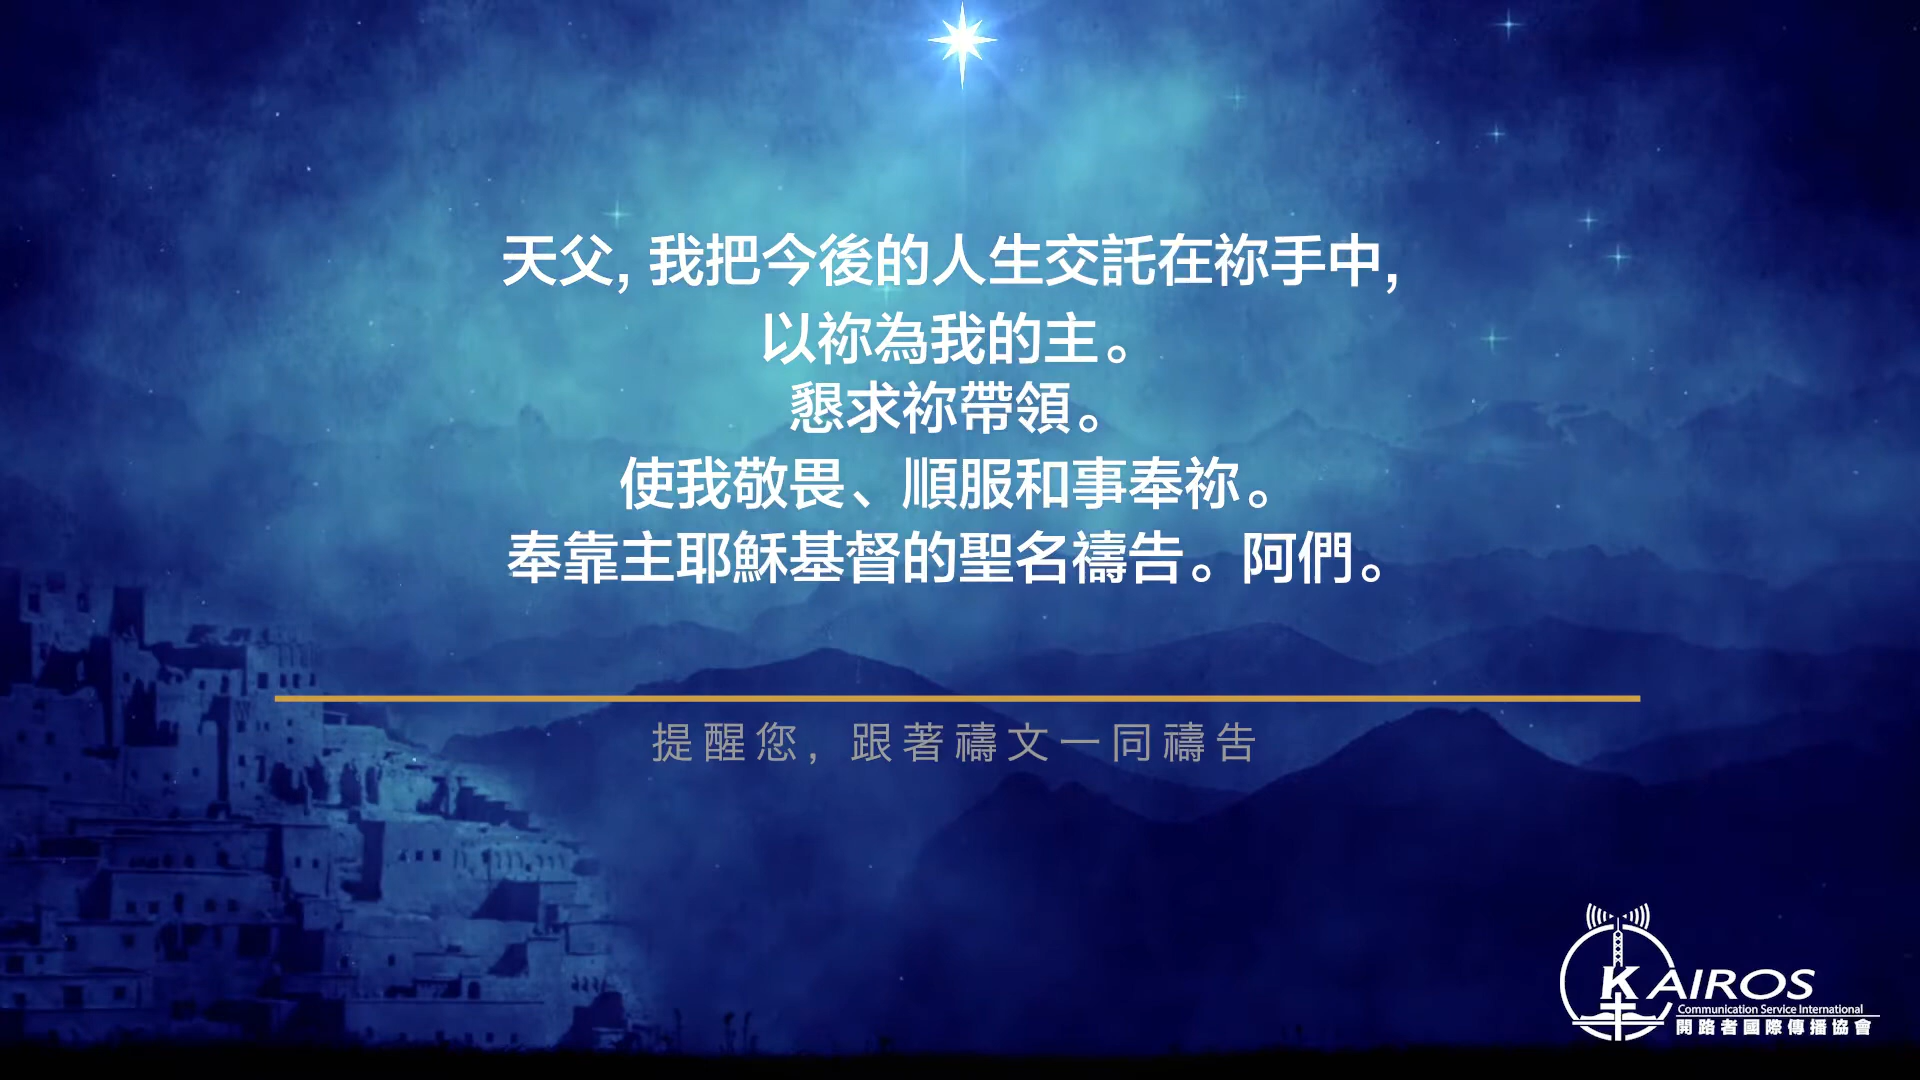 天父, 我把今後的人生交託在祢手中,
以祢為我的主。
懇求祢帶領。
使我敬畏、順服和事奉祢。
奉靠主耶穌基督的聖名禱告。阿們。
提醒您, 跟著禱文一同禱告
KAIROS
Communication Service International
開路者國際傳播協會